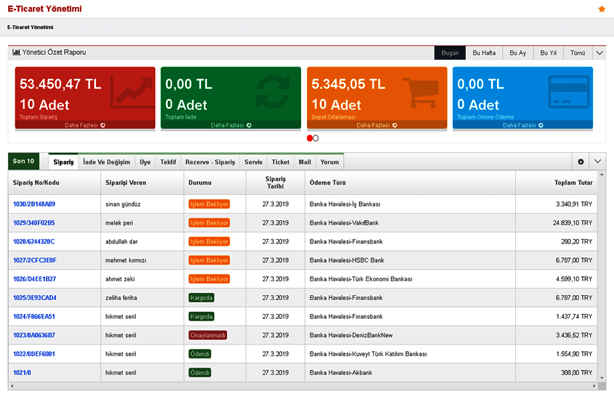 E-Ticaret Yönetimi
E-Ticaret Yönetimi
Yönetici Özet Raporu
Bugün Bu Hafta Bu Ay Bu Yıl Tümü
53.450,47 TL 0,00 TL 5.345,05 TL 0,00 TL
10 Adet 0 Adet 10 Adet 0 Adet
Toplam Sipariş Toplam İade Sepet Ortalaması Toplam Online Ödeme
Daha Fazlası Daha Fazlası Daha Fazlası Daha Fazlası
Son 10 Sipariş İade Ve Değişim Üye Teklif Rezerve - Sipariş Servis Ticket Mail Yorum
Sipariş No/Kodu Siparişi Veren Durumu Sipariş Tarihi Ödeme Türü Toplam Tutar
1030/2B148A09 sinan gündüz İşlem Bekliyor 27.3.2019 Banka Havalesi-İş Bankası 3.340,91 TRY
1029/340F02B5 melek peri İşlem Bekliyor 27.3.2019 Banka Havalesi-VakıfBank 24.839,10 TRY
1028/6244328C abdullah dar İşlem Bekliyor 27.3.2019 Banka Havalesi-Finansbank 280,20 TRY
1027/2CFC3E8F mehmet kırmızı İşlem Bekliyor 27.3.2019 Banka Havalesi-HSBC Bank 6.787,00 TRY
1026/D4EE1B27 ahmet zeki İşlem Bekliyor 27.3.2019 Banka Havalesi-Türk Ekonomi Bankası 4.599,10 TRY
1025/3E93CAD4 zeliha feriha Kargoda 27.3.2019 Banka Havalesi-Finansbank 6.787,00 TRY
1024/F866EA51 hikmet seril Kargoda 27.3.2019 Banka Havalesi-Finansbank 1.437,74 TRY
1023/8A063687 hikmet seril Onaylanmadı 27.3.2019 Banka Havalesi-DenizBankNew 3.436,52 TRY
1022/DDEF6081 hikmet seril Ödendi 27.3.2019 Banka Havalesi-Kuveyt Türk Katılım Bankası 1.554,90 TRY
1021/0 hikmet seril Ödendi 27.3.2019 Banka Havalesi-Akbank 388,00 TRY